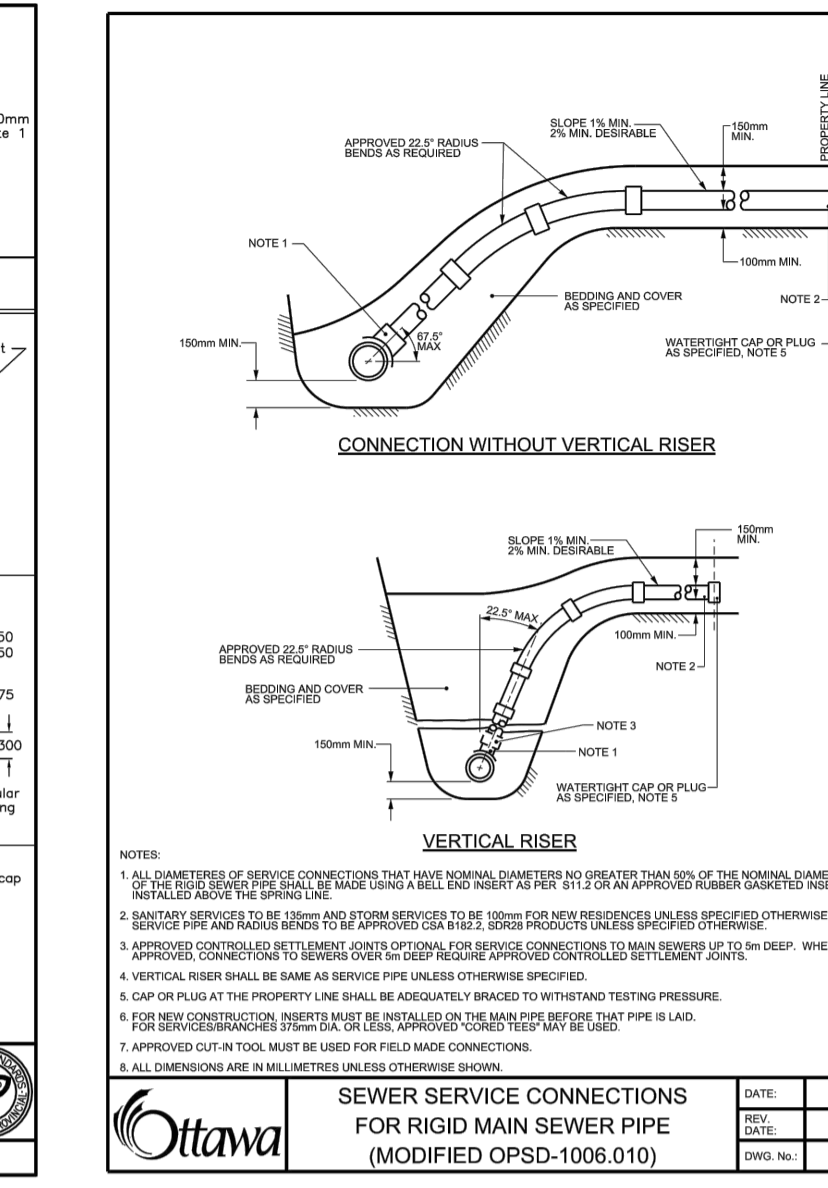 PROPERTY LINE
SLOPE 1% MIN.
2% MIN. DESIRABLE
150mm
MIN.
APPROVED 22.5° RADIUS
BENDS AS REQUIRED
NOTE 1
100mm MIN.
BEDDING AND COVER
AS SPECIFIED
NOTE 2
67.5°
MAX
150mm MIN.
WATERTIGHT CAP OR PLUG
AS SPECIFIED, NOTE 5
CONNECTION WITHOUT VERTICAL RISER
150mm
MIN.
SLOPE 1% MIN.
2% MIN. DESIRABLE
22.5° MAX
100mm MIN.
APPROVED 22.5° RADIUS
BENDS AS REQUIRED
NOTE 2
BEDDING AND COVER
AS SPECIFIED
NOTE 3
150mm MIN.
NOTE 1
WATERTIGHT CAP OR PLUG
AS SPECIFIED, NOTE 5
VERTICAL RISER
NOTES:
1. ALL DIAMETERES OF SERVICE CONNECTIONS THAT HAVE NOMINAL DIAMETERS NO GREATER THAN 50% OF THE NOMINAL
OF THE RIGID SEWER PIPE SHALL BE MADE USING A BELL END INSERT AS PER S11.2 OR AN APPROVED RUBBER GASKETED
INSTALLED ABOVE THE SPRING LINE.
2. SANITARY SERVICES TO BE 135mm AND STORM SERVICES TO BE 100mm FOR NEW RESIDENCES UNLESS SPECIFIED OTHERWISE
SERVICE PIPE AND RADIUS BENDS TO BE APPROVED CSA B182.2, SDR28 PRODUCTS UNLESS SPECIFIED OTHERWISE.
3. APPROVED CONTROLLED SETTLEMENT JOINTS OPTIONAL FOR SERVICE CONNECTIONS TO MAIN SEWERS UP TO 5m DEEP.
APPROVED, CONNECTIONS TO SEWERS OVER 5m DEEP REQUIRE APPROVED CONTROLLED SETTLEMENT JOINTS.
4. VERTICAL RISER SHALL BE SAME AS SERVICE PIPE UNLESS OTHERWISE SPECIFIED.
5. CAP OR PLUG AT THE PROPERTY LINE SHALL BE ADEQUATELY BRACED TO WITHSTAND TESTING PRESSURE.
6. FOR NEW CONSTRUCTION, INSERTS MUST BE INSTALLED ON THE MAIN PIPE BEFORE THAT PIPE IS LAID.
FOR SERVICES/BRANCHES 375mm DIA. OR LESS, APPROVED "CORED TEES" MAY BE USED.
7. APPROVED CUT-IN TOOL MUST BE USED FOR FIELD MADE CONNECTIONS.
8. ALL DIMENSIONS ARE IN MILLIMETRES UNLESS OTHERWISE SHOWN.
Ottawa
SEWER SERVICE CONNECTIONS
FOR RIGID MAIN SEWER PIPE
(MODIFIED OPSD-1006.010)
DATE:
REV.
DATE:
DWG. No.:
75
300
cap